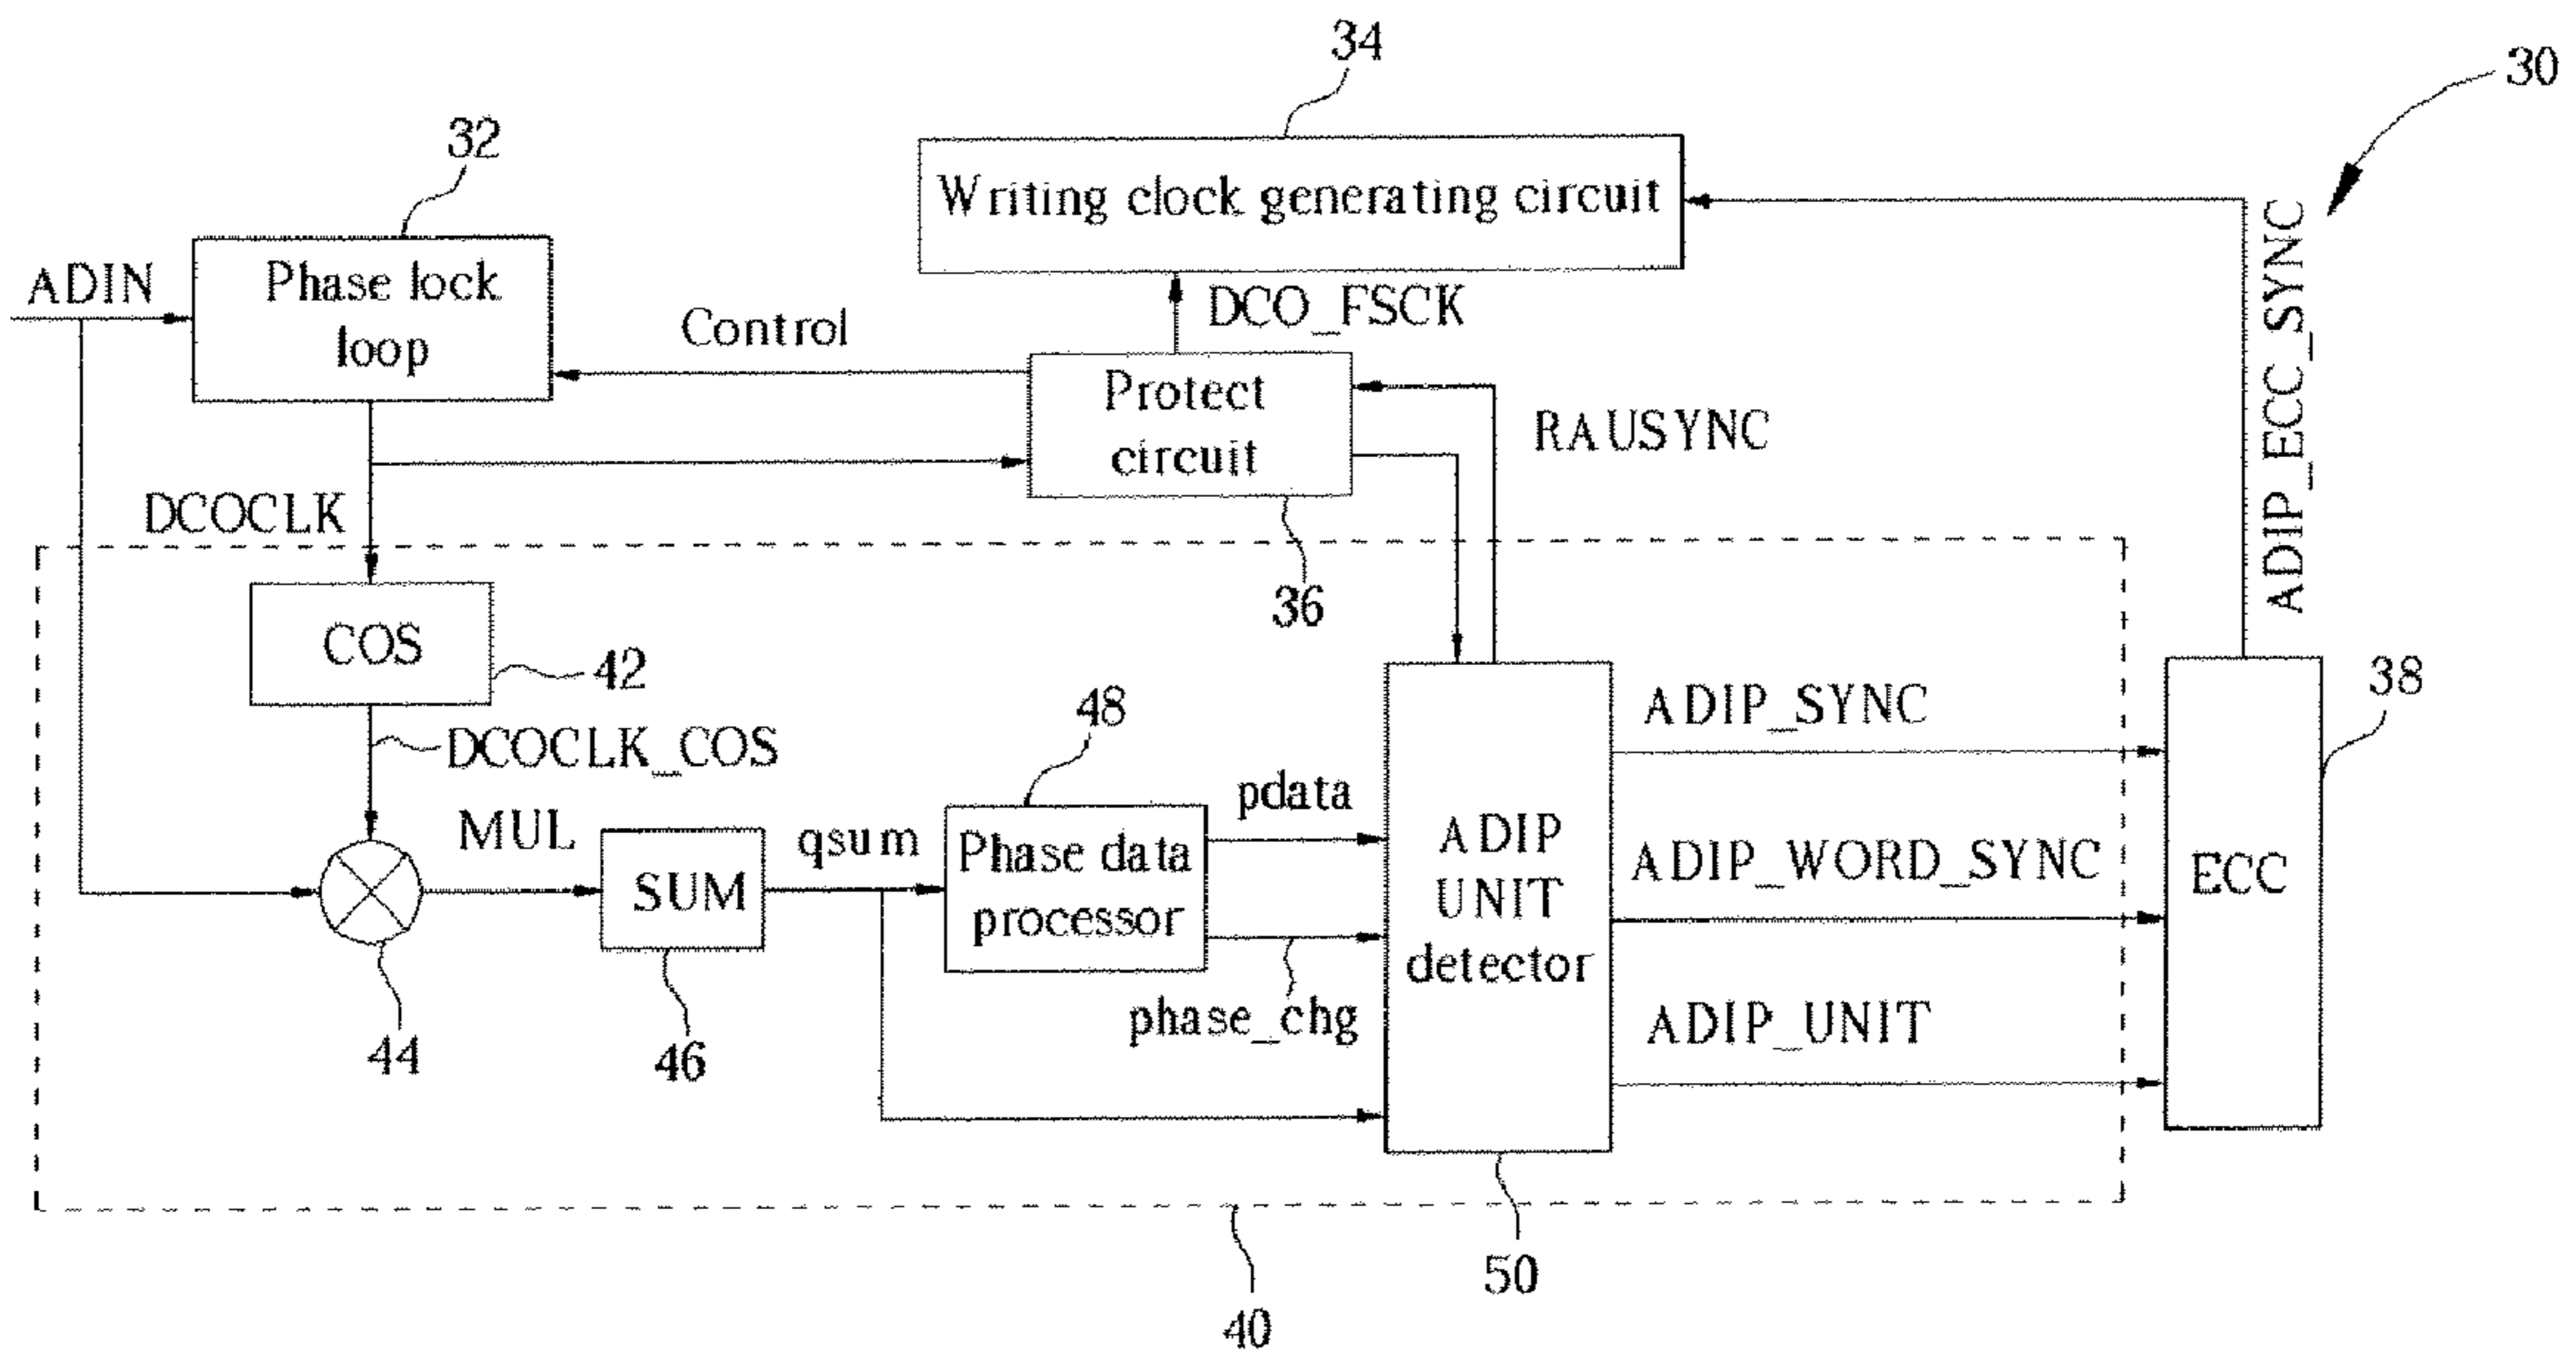 34
30
32
Writing clock generating circuit
ADIN
Phase lock
loop
Control
DCO_FSCK
Protect
circuit
RAUSYNC
ADIP_ECC_SYNC
DCOCLK
36
COS
42
38
48
ADIP_SYNC
DCOCLK_COS
pdata
MUL
SUM
qsum
Phase data
processor
ADIP
UNIT
detector
ADIP_WORD_SYNC
ECC
phase_chg
ADIP_UNIT
44
46
50
40